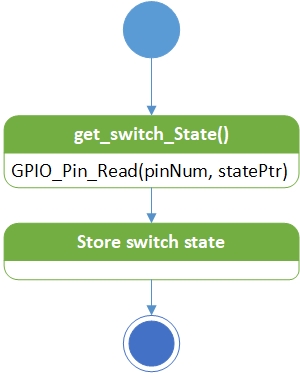 get_switch_State()
GPIO_Pin_Read(pinNum, statePtr)
Store switch state